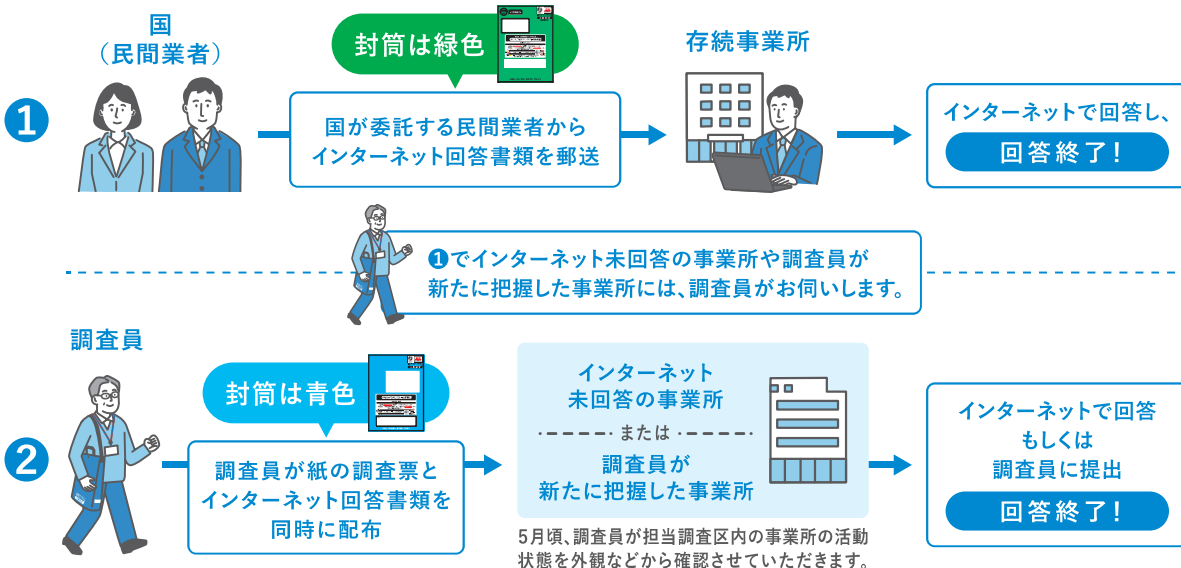 国
（民間業者）
封筒は緑色
存続事業所
❶
国が委託する民間業者から
インターネット回答書類を郵送
インターネットで回答し、
回答終了！
❶でインターネット未回答の事業所や調査員が
新たに把握した事業所には、調査員がお伺いします。
調査員
封筒は青色
❷
調査員が紙の調査票と
インターネット回答書類を
同時に配布
インターネット
未回答の事業所
または
調査員が
新たに把握した事業所
5月頃、調査員が担当調査区内の事業所の活動
状態を外観などから確認させていただきます。
インターネットで回答
もしくは
調査員に提出
回答終了！